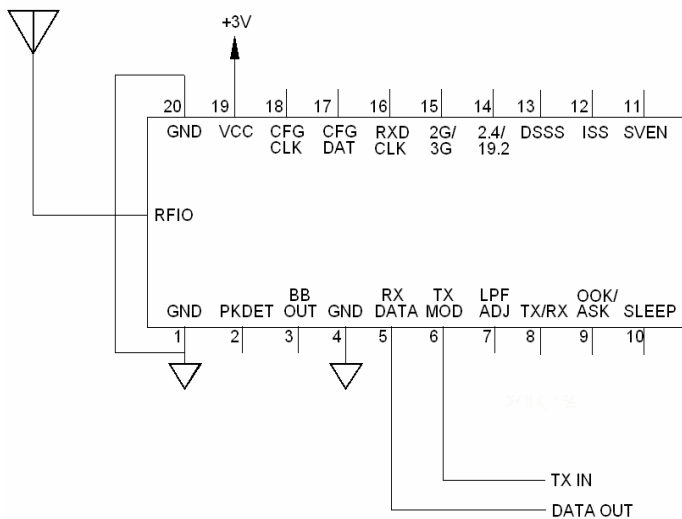 +3V
20 19 18 17 16 15 14 13 12 11
GND VCC CFG CLK CFG DAT RXD CLK 2G/ 3G 2.4/ 19.2 DSSS ISS SVEN
RFIO
GND PKDET BB OUT GND RX DATA TX MOD LPF ADJ TX/RX OOK/ ASK SLEEP
1 2 3 4 5 6 7 8 9 10
TX IN
DATA OUT